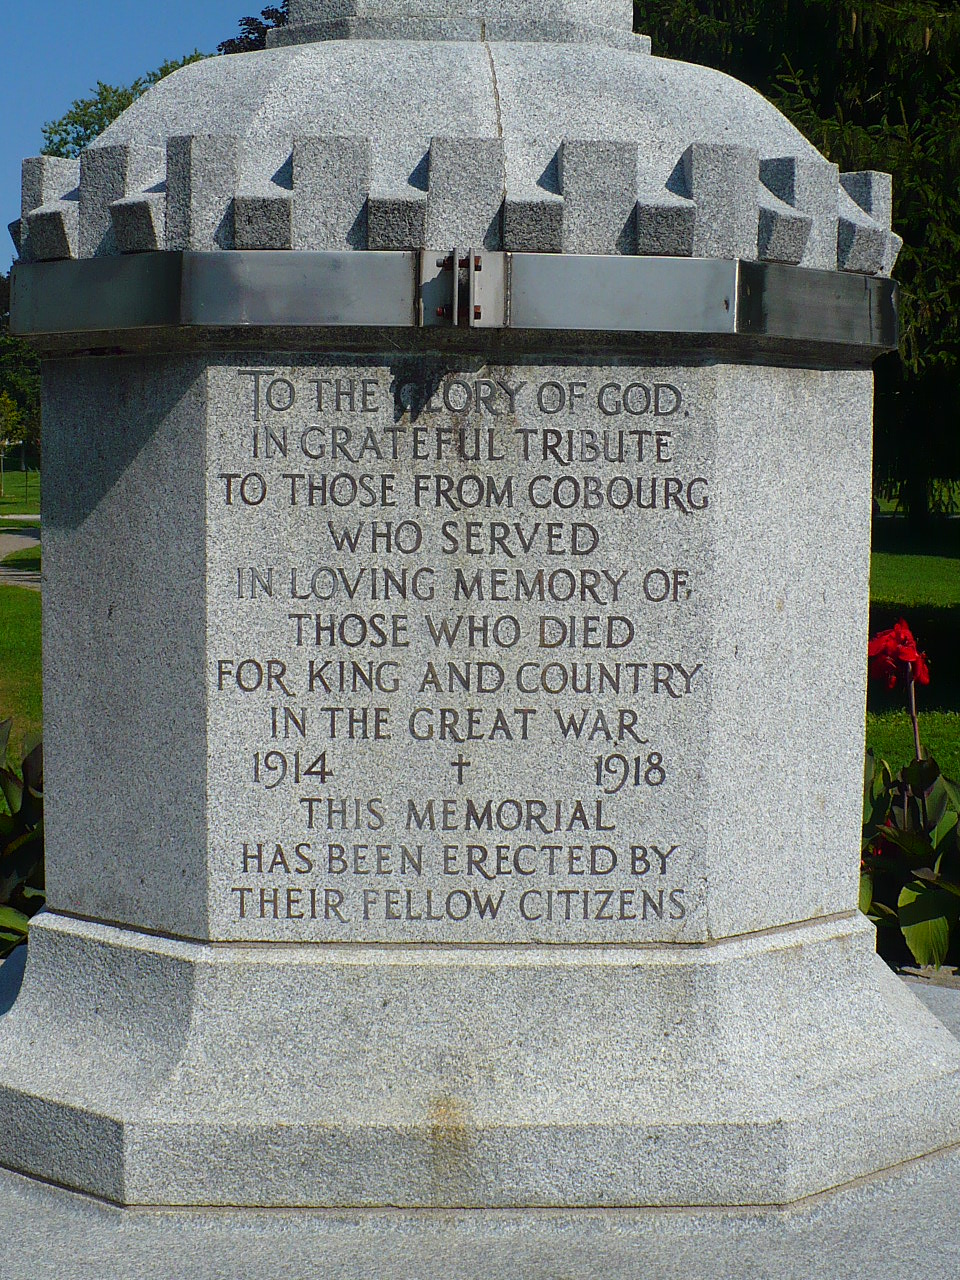 TO THE GLORY OF GOD,
IN GRATEFUL TRIBUTE
TO THOSE FROM COBOURG
WHO SERVED
IN LOVING MEMORY OF
THOSE WHO DIED
FOR KING AND COUNTRY
IN THE GREAT WAR
1914 † 1918
THIS MEMORIAL
HAS BEEN ERECTED BY
THEIR FELLOW CITIZENS